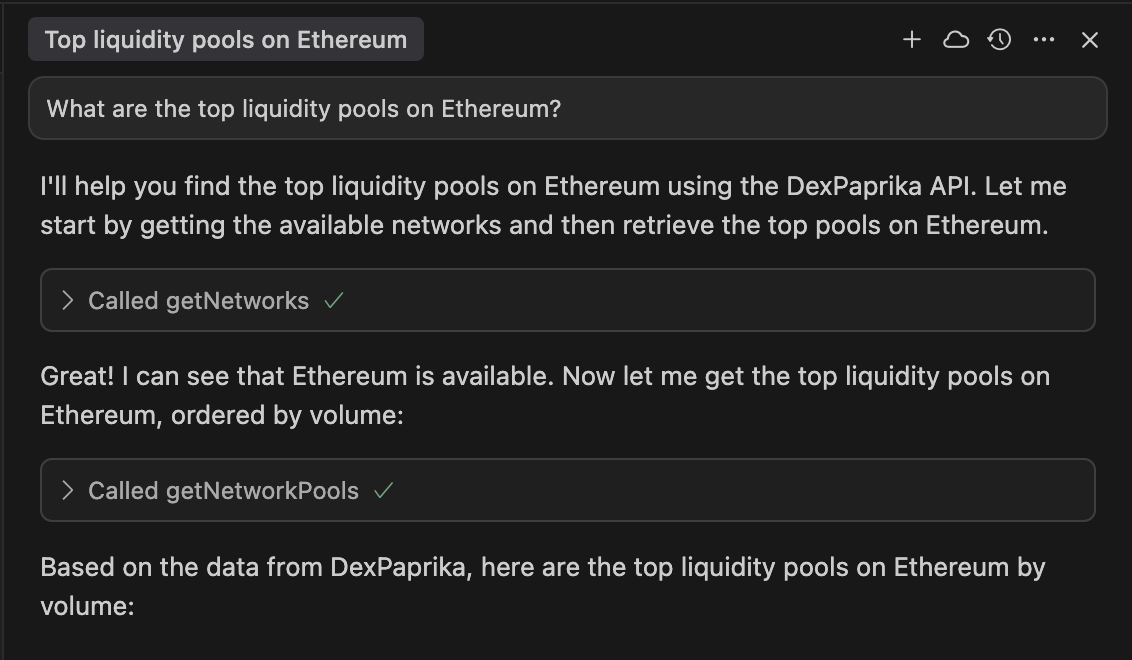 Top liquidity pools on Ethereum
What are the top liquidity pools on Ethereum?
I'll help you find the top liquidity pools on Ethereum using the DexPaprika API. Let me
start by getting the available networks and then retrieve the top pools on Ethereum.
Called getNetworks
Great! I can see that Ethereum is available. Now let me get the top liquidity pools on
Ethereum, ordered by volume:
Called getNetworkPools
Based on the data from DexPaprika, here are the top liquidity pools on Ethereum by
volume: